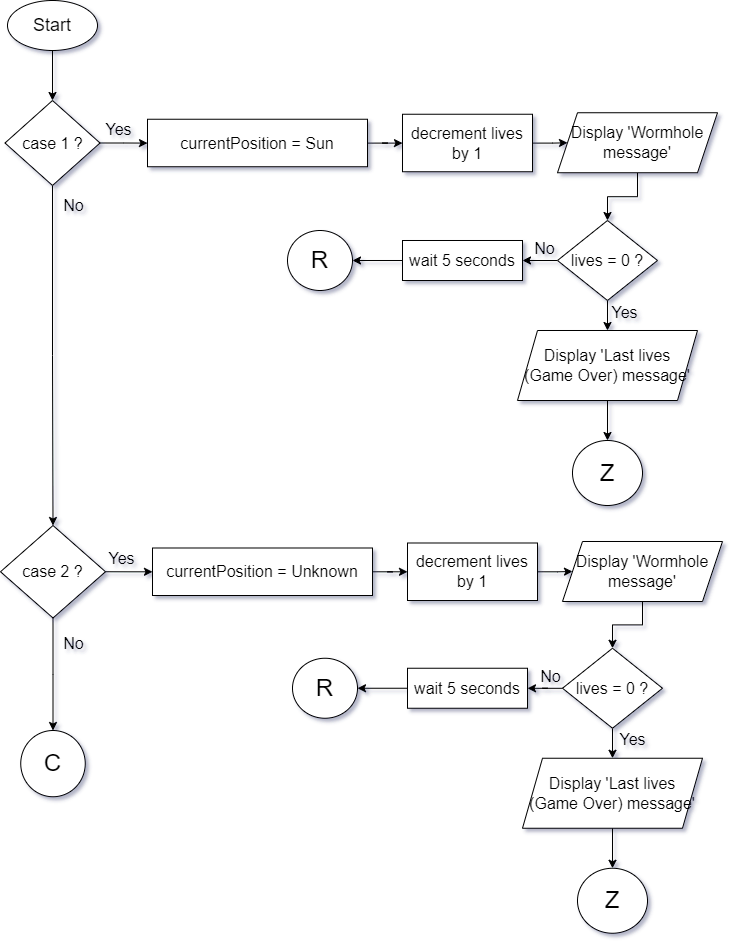 Start
case 1 ?
Yes
currentPosition = Sun
decrement lives
by 1
Display 'Wormhole
message'
No
R
wait 5 seconds
No
lives = 0 ?
Yes
Display 'Last lives
(Game Over) message'
Z
case 2 ?
Yes
currentPosition = Unknown
decrement lives
by 1
Display 'Wormhole
message'
No
R
wait 5 seconds
No
lives = 0 ?
Yes
C
Display 'Last lives
(Game Over) message'
Z